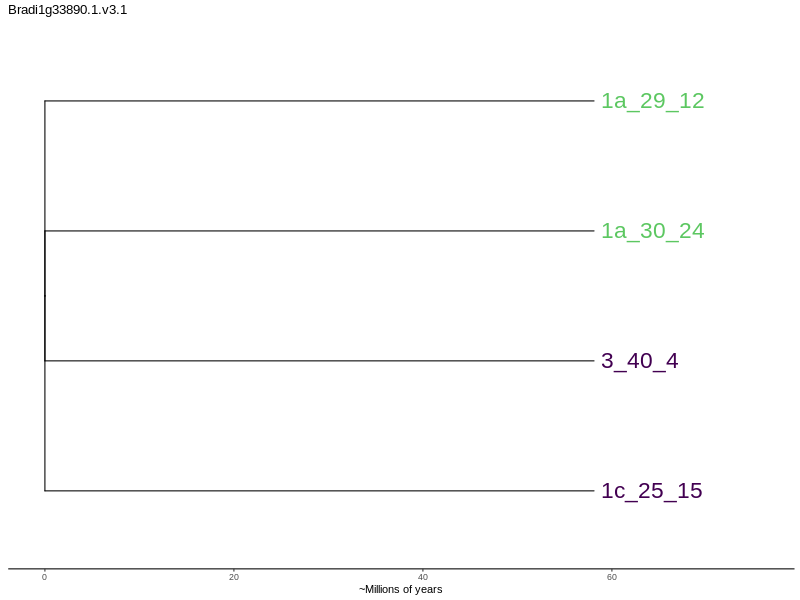 Bradi1g33890.1.v3.1
1a_29_12
1a_30_24
3_40_4
1c_25_15
0 20 40 60
~Millions of years